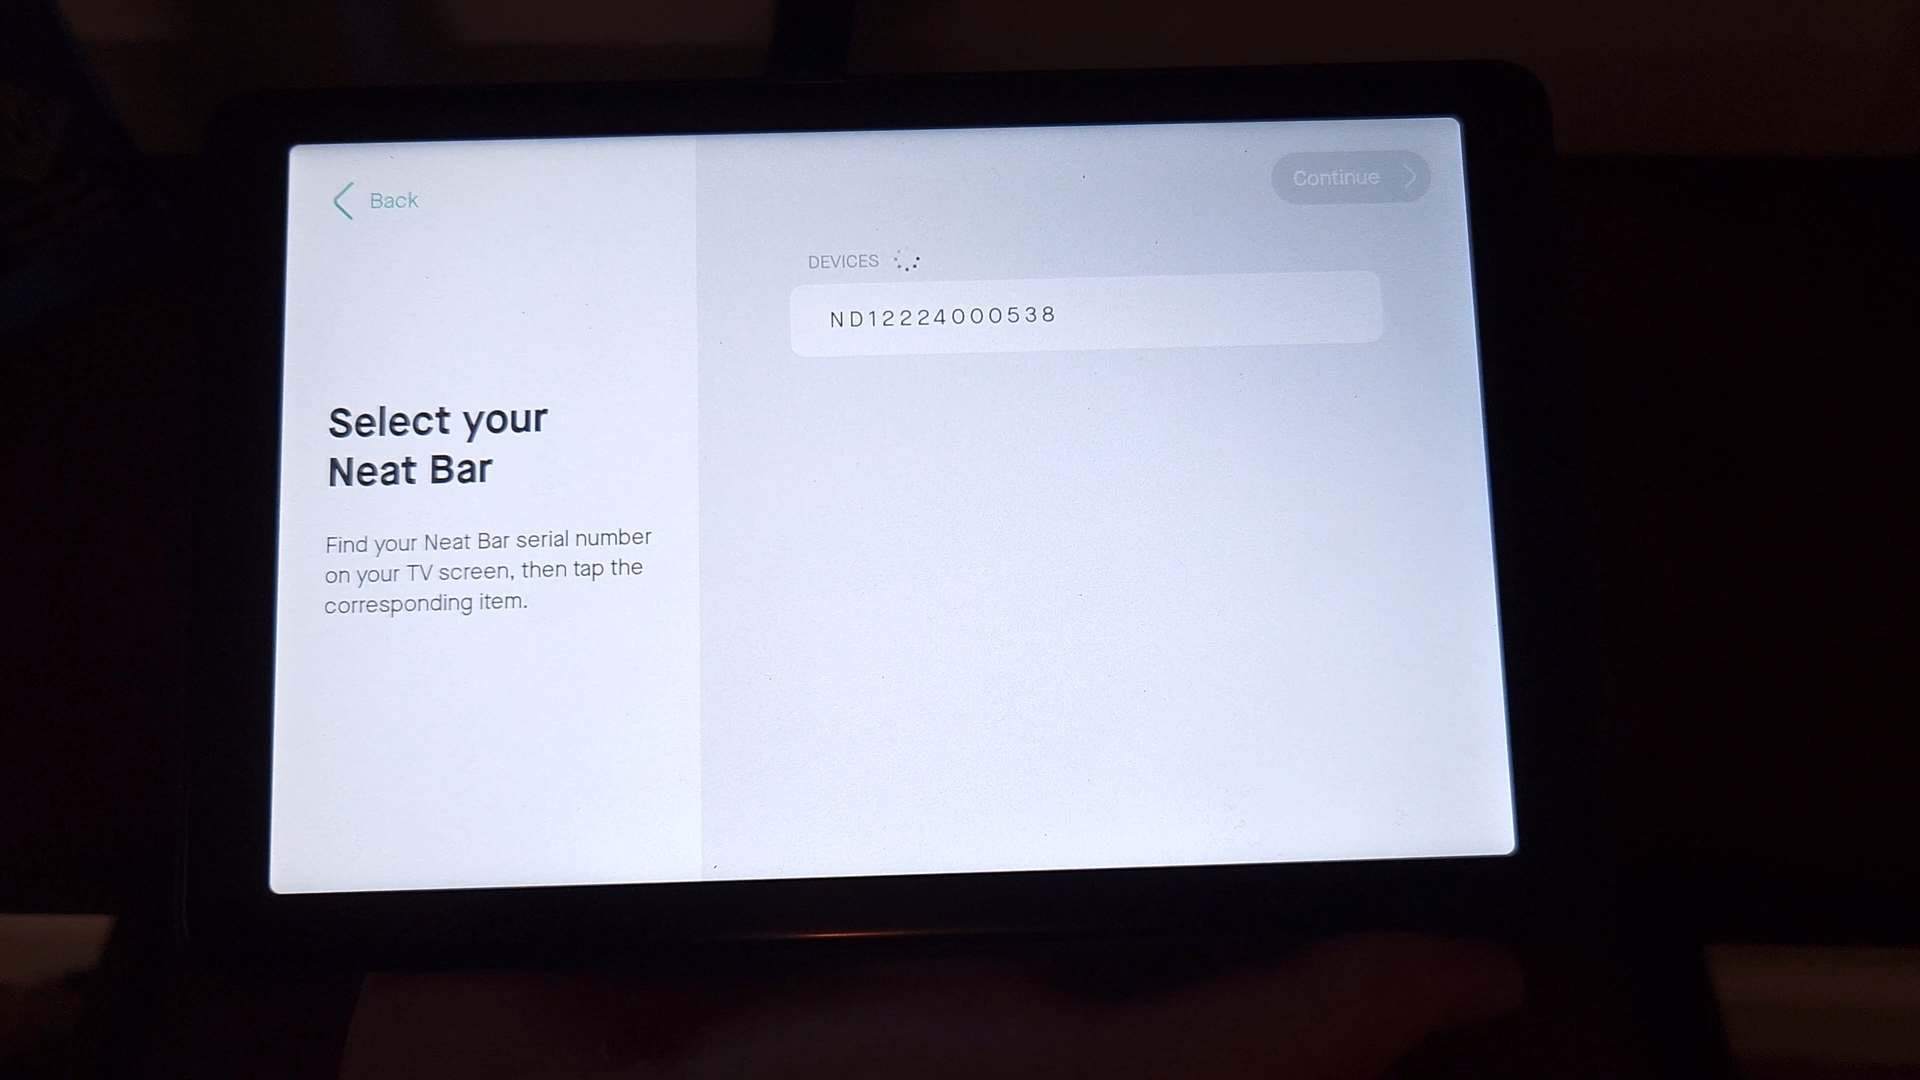 Back
Continue
DEVICES
ND12224000538
Select your
Neat Bar
Find your Neat Bar serial number
on your TV screen, then tap the
corresponding item.